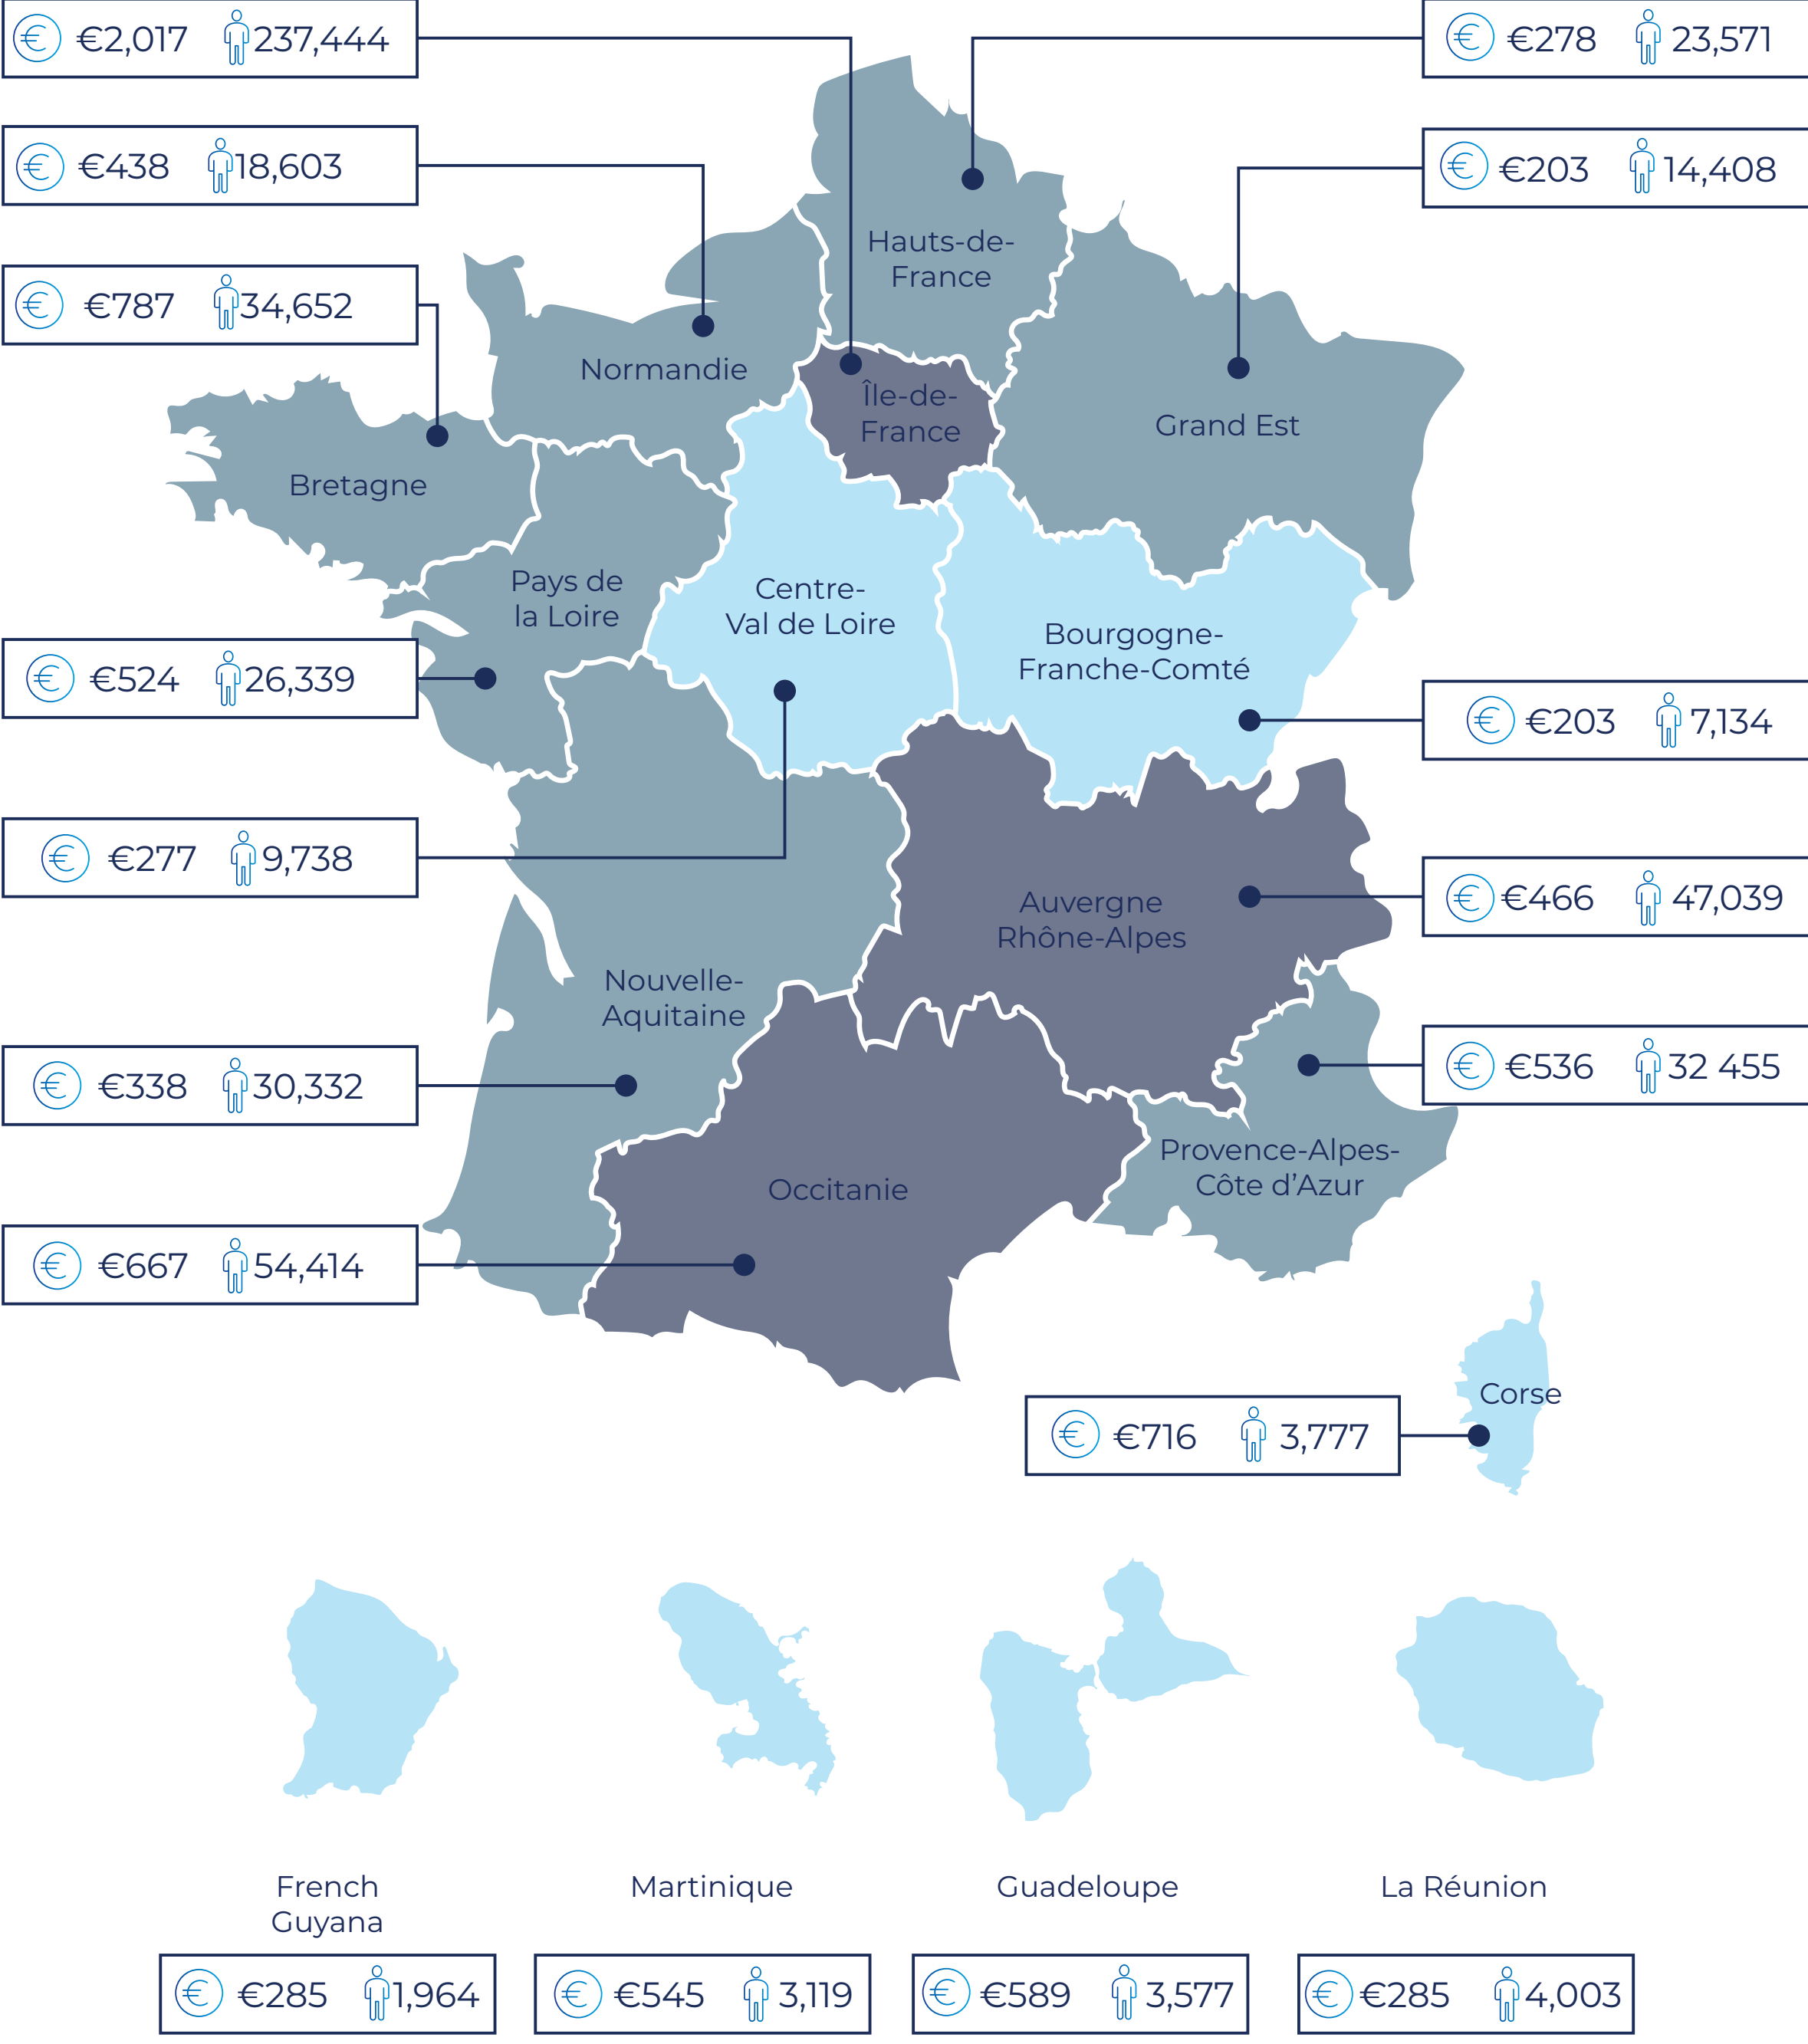 €2,017 237,444
€278 23,571
€438 18,603
€203 14,408
€787 34,652
Hauts-de-
France
Normandie
Île-de-
France
Grand Est
Bretagne
Pays de
la Loire
Centre-
Val de Loire
Bourgogne-
Franche-Comté
€524 26,339
€203 7,134
€277 9,738
€466 47,039
Auvergne
Rhône-Alpes
Nouvelle-
Aquitaine
€338 30,332
€536 32 455
Provence-Alpes-
Côte d’Azur
Occitanie
€667 54,414
Corse
€716 3,777
French
Guyana
Martinique
Guadeloupe
La Réunion
€285 1,964
€545 3,119
€589 3,577
€285 4,003